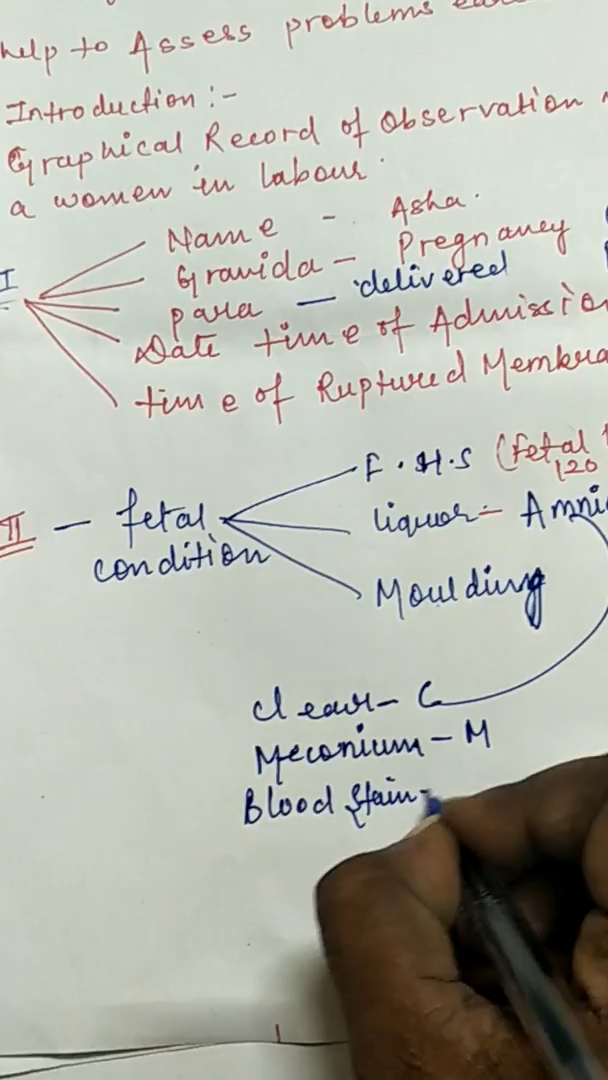 help to Assess problems
Introduction :-
Graphical Record of Observation
a women in labour.
I
Name - Asha.
Gravida - Pregnancy
para - delivered
Date time of Admission
time of Ruptured Membra
II - fetal condition
F.H.S (fetal
120
liquor - Amni
Moulding
clear - C
Meconium - M
Blood Stain -